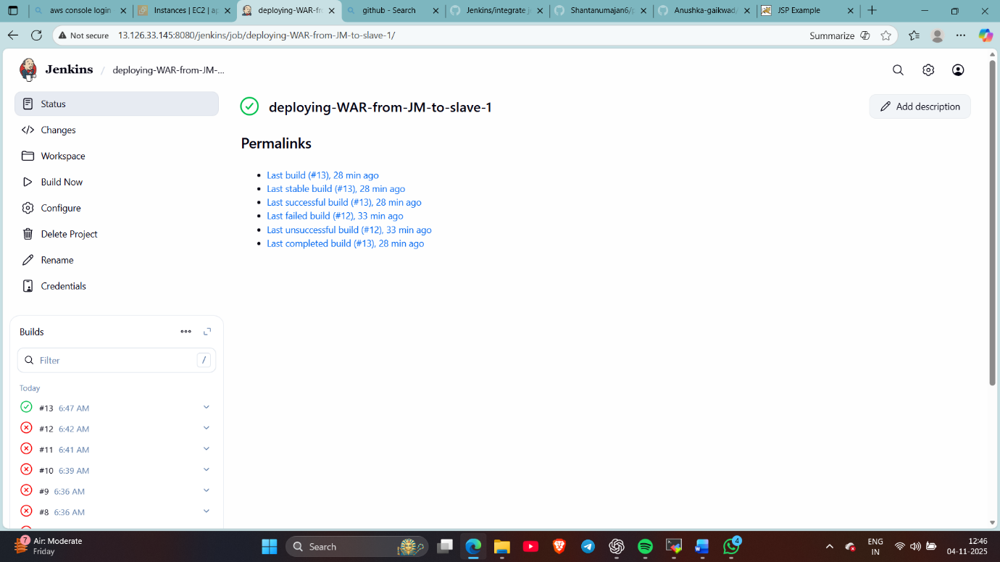 aws console login
Instances | EC2 | ap
deploying-WAR-fr
github - Search
Jenkins/integrate j
Shantanumajan6/p
Anushka-gaikwad/
JSP Example
Not secure
13.126.33.145:8080/jenkins/job/deploying-WAR-from-JM-to-slave-1/
Summarize
Jenkins / deploying-WAR-from-JM-...
Status
Changes
Workspace
Build Now
Configure
Delete Project
Rename
Credentials
deploying-WAR-from-JM-to-slave-1
Add description
Permalinks
• Last build (#13), 28 min ago
• Last stable build (#13), 28 min ago
• Last successful build (#13), 28 min ago
• Last failed build (#12), 33 min ago
• Last unsuccessful build (#12), 33 min ago
• Last completed build (#13), 28 min ago
Builds
Filter /
Today
#13 6:47 AM
#12 6:42 AM
#11 6:41 AM
#10 6:39 AM
#9 6:36 AM
#8 6:36 AM
7
Air: Moderate
Friday
Search
4
ENG
IN
12:46
04-11-2025